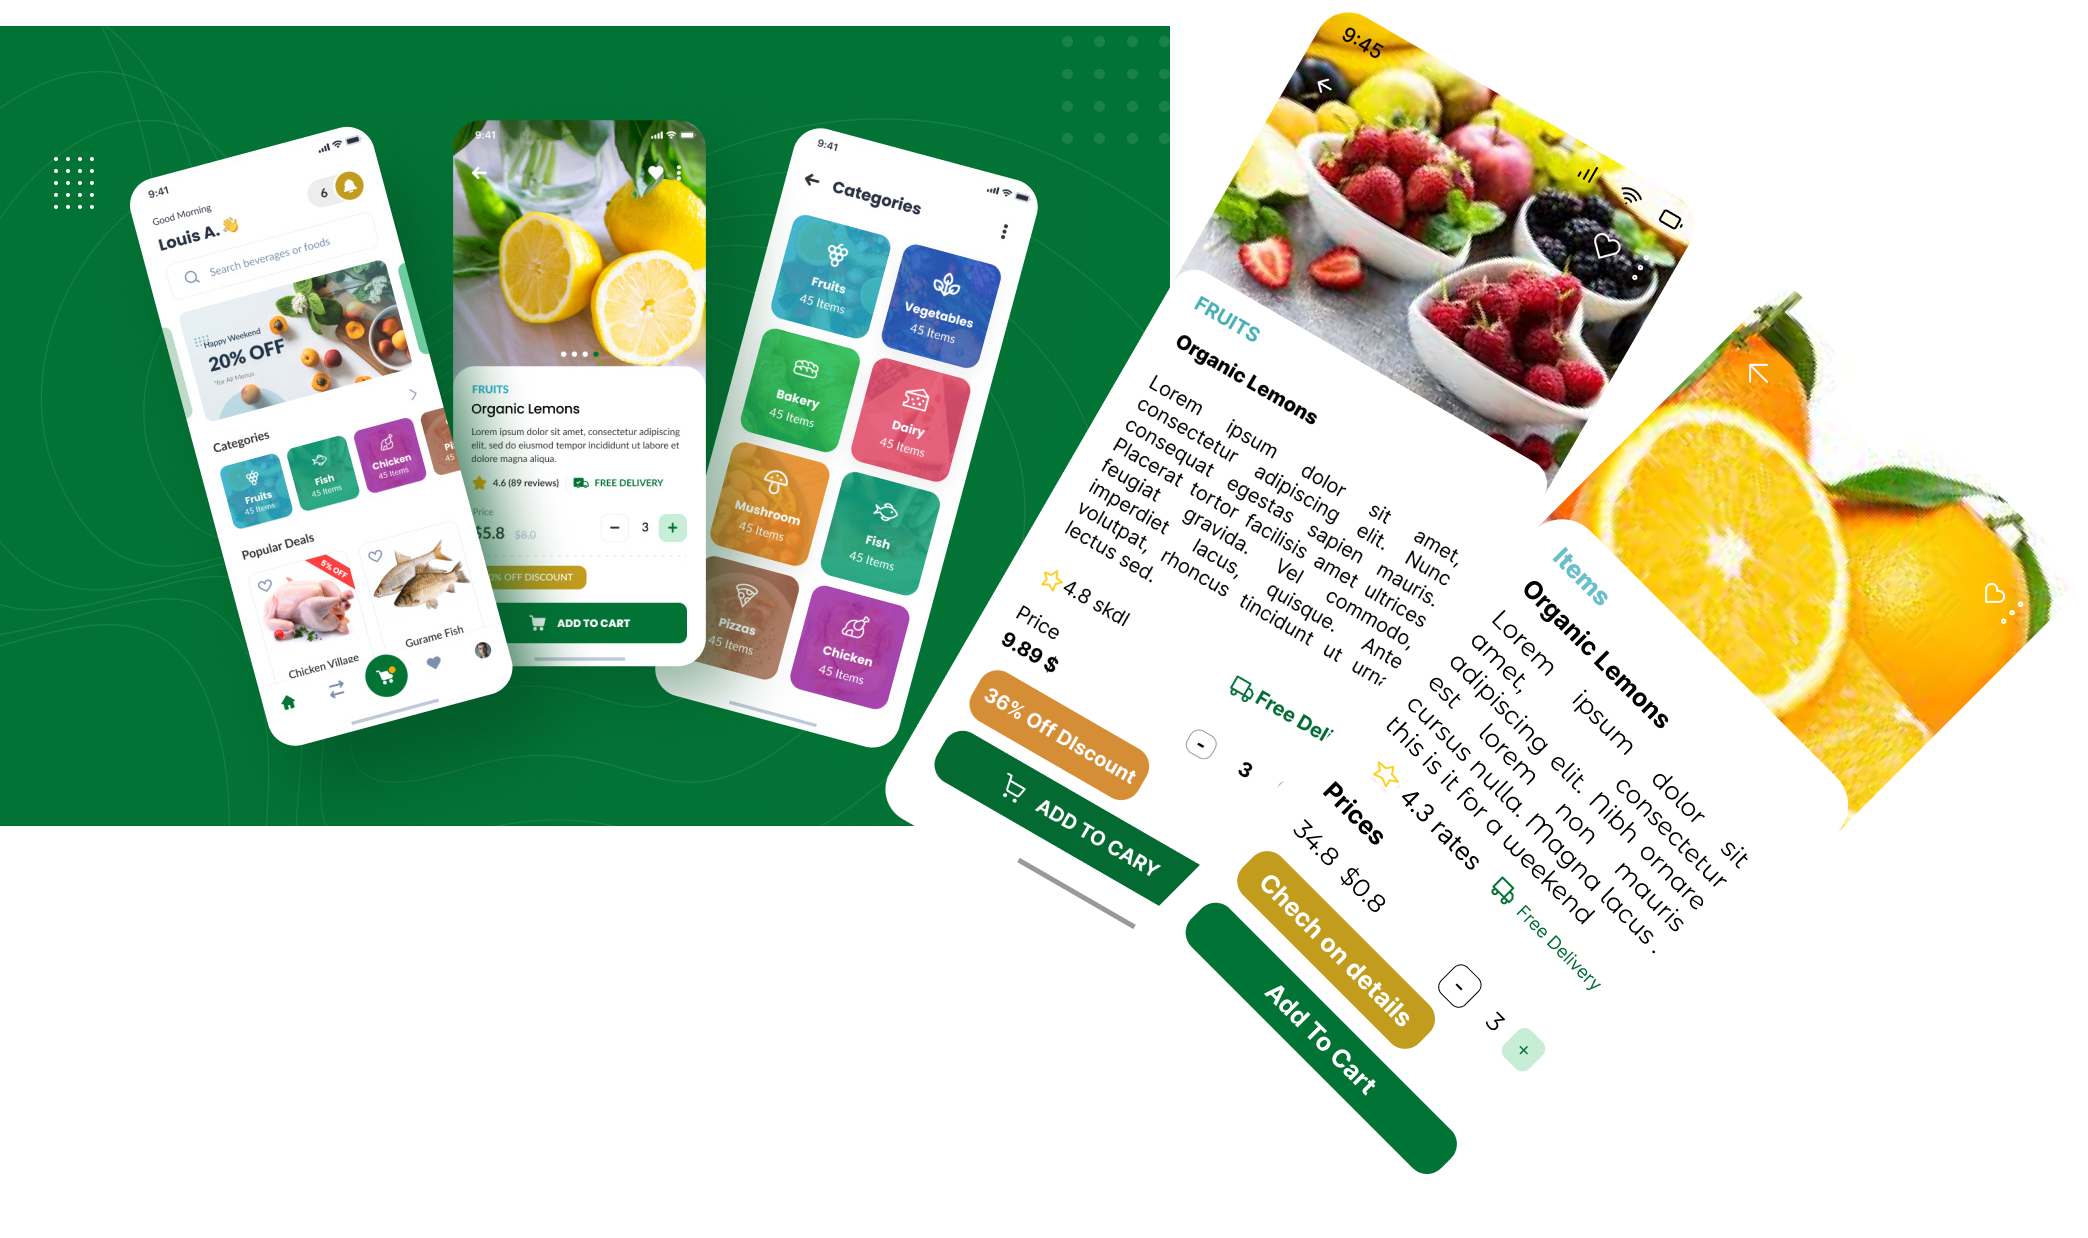 9:41
6
Good Morning
Louis A.
Search beverages or foods
Happy Weekend
20% OFF
*for All Menus
Categories
Fruits
45 Items
Fish
45 Items
Chicken
45 Items
45
Popular Deals
5% OFF
Chicken Village
Gurame Fish
9:41
FRUITS
Organic Lemons
Lorem ipsum dolor sit amet, consectetur adipiscing
elit, sed do eiusmod tempor incididunt ut labore et
dolore magna aliqua.
4.6 (89 reviews)
FREE DELIVERY
Price
$5.8 $8.0
3
% OFF DISCOUNT
ADD TO CART
9:41
Categories
Fruits
45 Items
Vegetables
45 Items
Bakery
45 Items
Dairy
45 Items
Mushroom
45 Items
Fish
45 Items
Pizzas
45 Items
Chicken
45 Items
9:45
FRUITS
Organic Lemons
Lorem ipsum dolor sit amet,
consectetur adipiscing elit. Nunc
consequat egestas sapien mauris.
Placerat tortor facilisis amet ultrices
feugiat gravida. Vel commodo,
imperdiet lacus, quisque. Ante
volutpat, rhoncus tincidunt ut urna
lectus sed.
4.8 skdl
Free Deli
Price
9.89 $
- 3
36% Off DIscount
ADD TO CARY
Items
Organic Lemons
Lorem ipsum dolor sit
amet, consectetur
adipiscing elit. Nibh ornare
est lorem non mauris
cursus nulla. Magna lacus .
this is it for a weekend
4.3 rates
Free Delivery
Prices
34.8 $0.8
- 3
Chech on details
Add To Cart